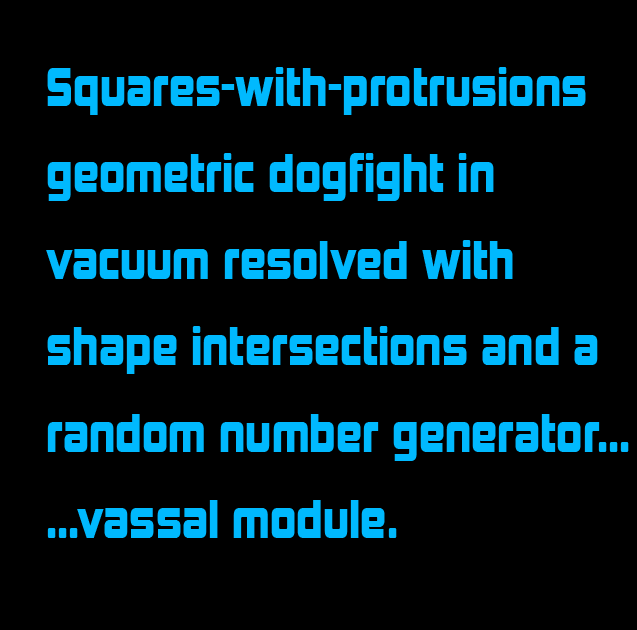 Squares-with-protrusions
geometric dogfight in
vacuum resolved with
shape intersections and a
random number generator...
...vassal module.